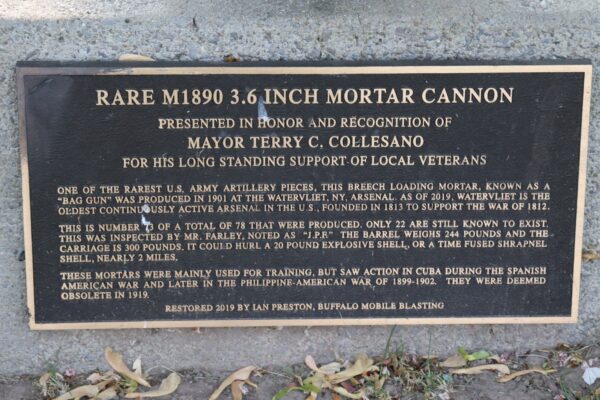 RARE M1890 3.6 INCH MORTAR CANNON
PRESENTED IN HONOR AND RECOGNITION OF
MAYOR TERRY C. COLLESANO
FOR HIS LONG STANDING SUPPORT OF LOCAL VETERANS
ONE OF THE RAREST U.S. ARMY ARTILLERY PIECES, THIS BREECH LOADING MORTAR, KNOWN AS A
"BAG GUN" WAS PRODUCED IN 1901 AT THE WATERVLIET, NY, ARSENAL. AS OF 2019, WATERVLIET IS THE
OLDEST CONTINUOUSLY ACTIVE ARSENAL IN THE U.S., FOUNDED IN 1813 TO SUPPORT THE WAR OF 1812.
THIS IS NUMBER OF A TOTAL OF 78 THAT WERE PRODUCED. ONLY 22 ARE STILL KNOWN TO EXIST.
THIS WAS INSPECTED BY MR. FARLEY, NOTED AS "J.P.F." THE BARREL WEIGHS 244 POUNDS AND THE
CARRIAGE IS 300 POUNDS. IT COULD HURL A 20 POUND EXPLOSIVE SHELL, OR A TIME FUSED SHRAPNEL
SHELL, NEARLY 2 MILES.
THESE MORTARS WERE MAINLY USED FOR TRAINING, BUT SAW ACTION IN CUBA DURING THE SPANISH
AMERICAN WAR AND LATER IN THE PHILIPPINE-AMERICAN WAR OF 1899-1902. THEY WERE DEEMED
OBSOLETE IN 1919.
RESTORED 2019 BY IAN PRESTON, BUFFALO MOBILE BLASTING